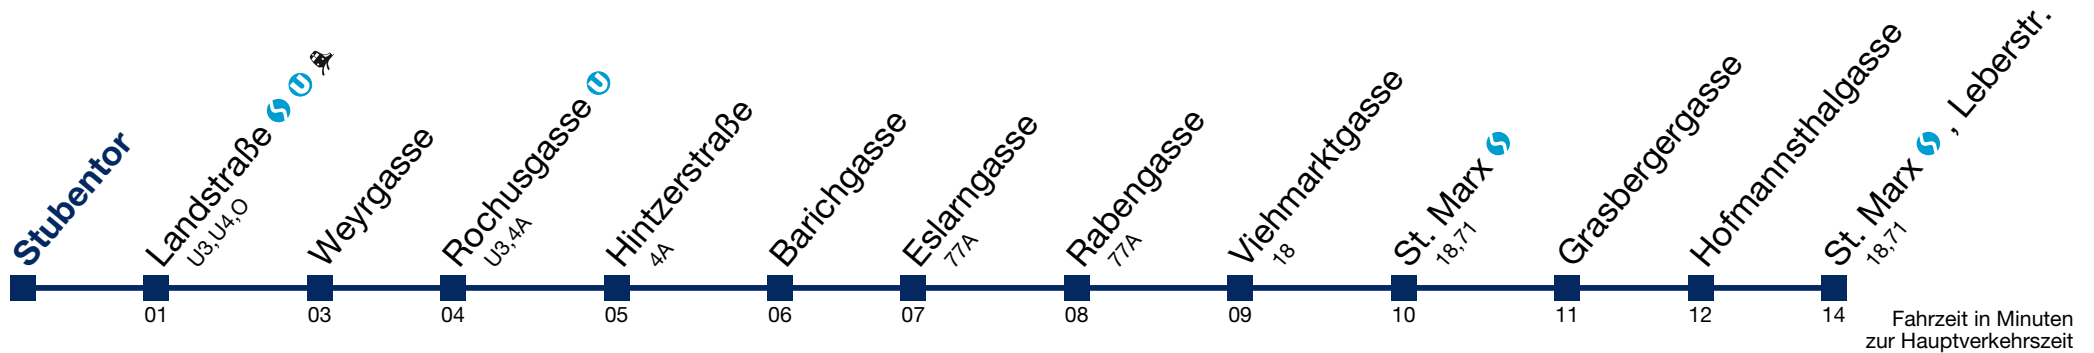 Stubentor
Landstraße
U3,U4,O
Weyrgasse
Rochusgasse
U3,4A
Hintzerstraße
4A
Barichgasse
Eslarngasse
77A
Rabengasse
77A
Viehmarktgasse
18
St. Marx
18,71
Grasbergergasse
Hofmannsthalgasse
St. Marx , Leberstr.
18,71
01 03 04 05 06 07 08 09 10 11 12 14
Fahrzeit in Minuten
zur Hauptverkehrszeit